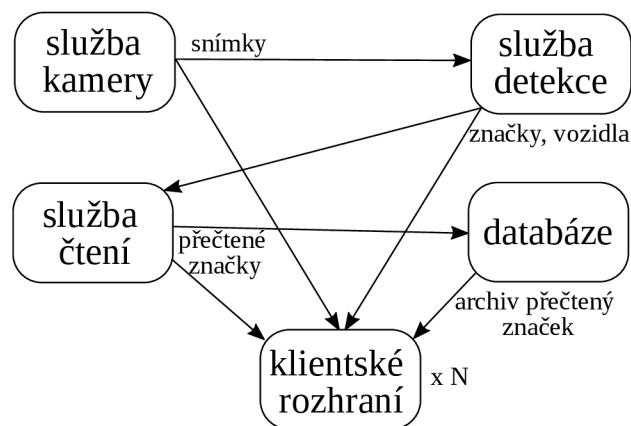 služba
kamery
snímky
služba
detekce
značky, vozidla
služba
čtení
přečtené
značky
databáze
archiv přečtený
značek
klientské
rozhraní
x N